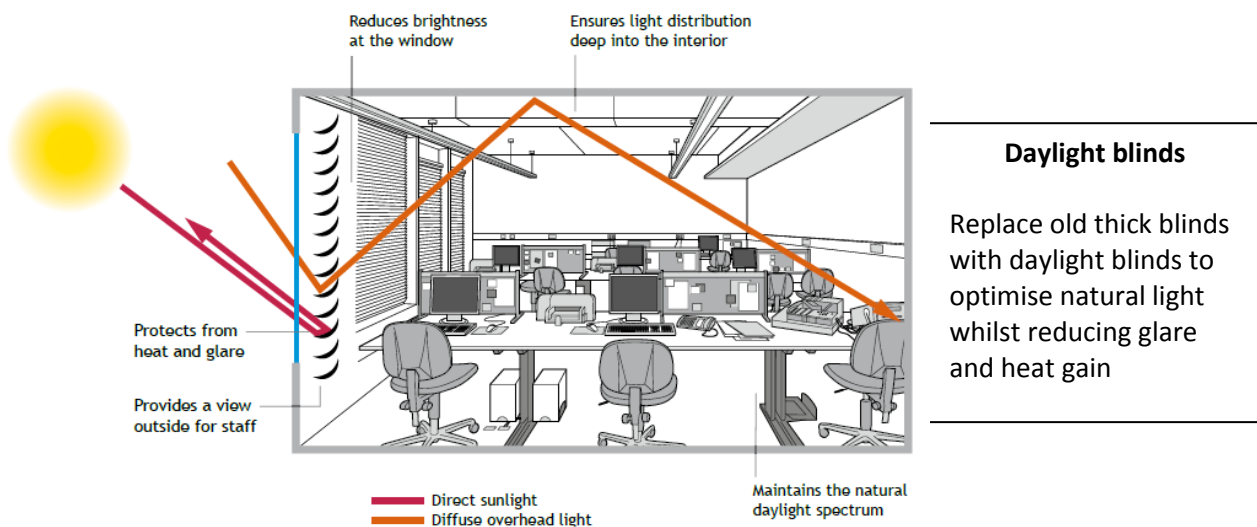 Reduces brightness
at the window
Ensures light distribution
deep into the interior
Protects from
heat and glare
Provides a view
outside for staff
Maintains the natural
daylight spectrum
Direct sunlight
Diffuse overhead light
Daylight blinds
Replace old thick blinds
with daylight blinds to
optimise natural light
whilst reducing glare
and heat gain